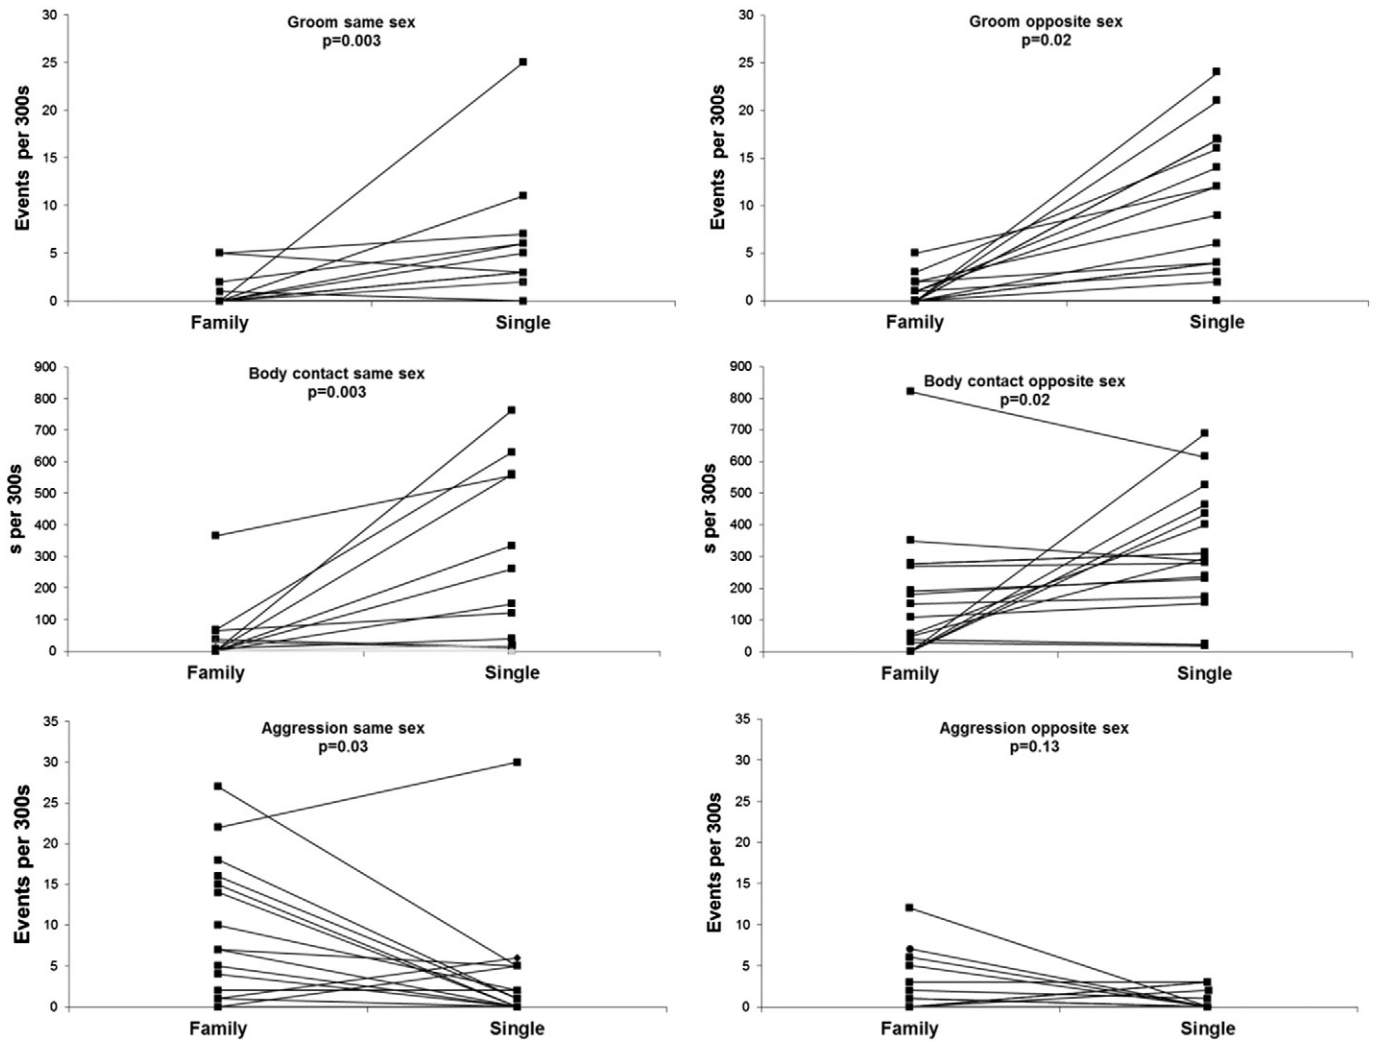 Groom same sex
p=0.003
Events per 300s
30
25
20
15
10
5
0
Family
Single
Groom opposite sex
p=0.02
Events per 300s
30
25
20
15
10
5
0
Family
Single
Body contact same sex
p=0.003
s per 300s
900
800
700
600
500
400
300
200
100
0
Family
Single
Body contact opposite sex
p=0.02
s per 300s
900
800
700
600
500
400
300
200
100
0
Family
Single
Aggression same sex
p=0.03
Events per 300s
35
30
25
20
15
10
5
0
Family
Single
Aggression opposite sex
p=0.13
Events per 300s
35
30
25
20
15
10
5
0
Family
Single